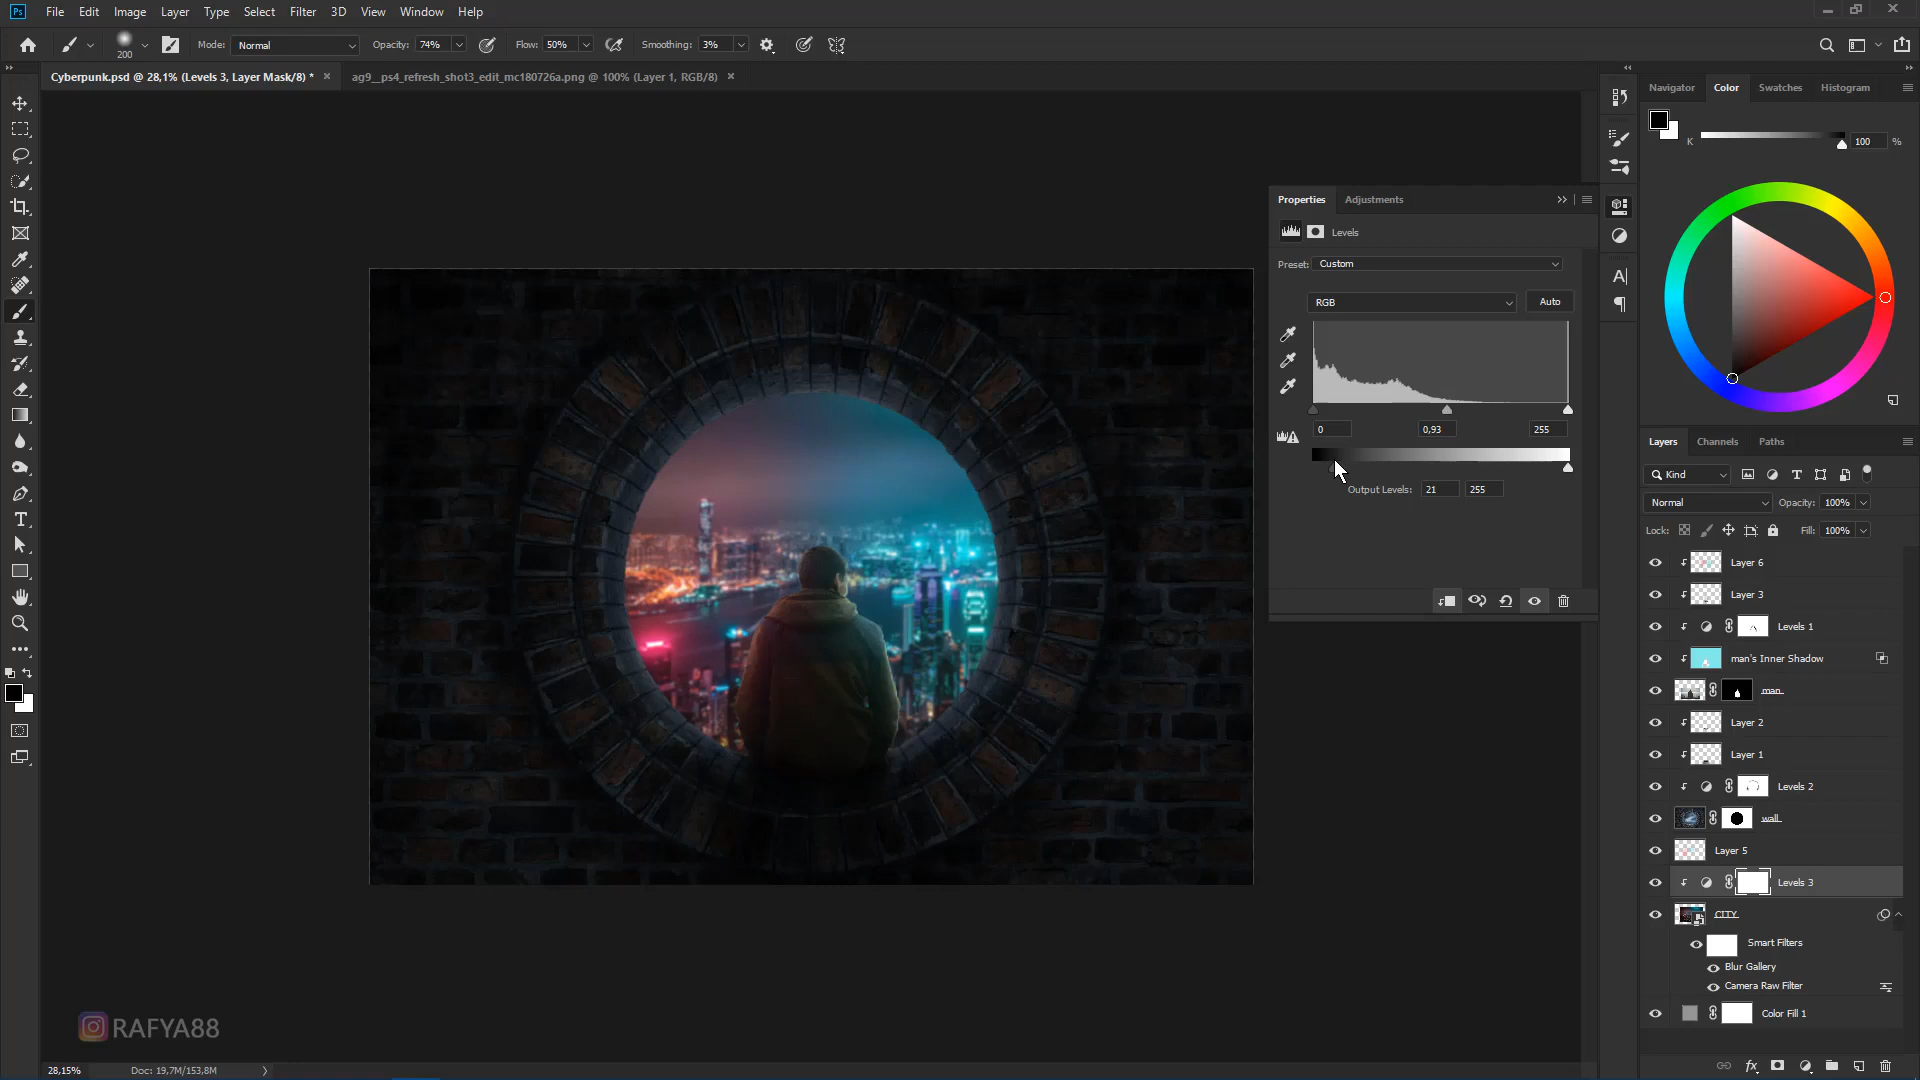 Ps File Edit Image Layer Type Select Filter 3D View Window Help
200 Mode: Normal Opacity: 74% Flow: 50% Smoothing: 3%
Cyberpunk.psd @ 28,1% (Levels 3, Layer Mask/8) * × ag9__ps4_refresh_shot3_edit_mc180726a.png @ 100% (Layer 1, RGB/8) ×
Navigator Color Swatches Histogram
K 100 %
Properties Adjustments
Levels
Preset: Custom
RGB Auto
0 0,93 255
Output Levels: 21 255
Layers Channels Paths
Kind
Normal Opacity: 100%
Lock: Fill: 100%
Layer 6
Layer 3
Levels 1
man's Inner Shadow
man
Layer 2
Layer 1
Levels 2
wall
Layer 5
Levels 3
CITY
Smart Filters
Blur Gallery
Camera Raw Filter
Color Fill 1
RAFYA88
28,15% Doc: 19,7M/153,8M